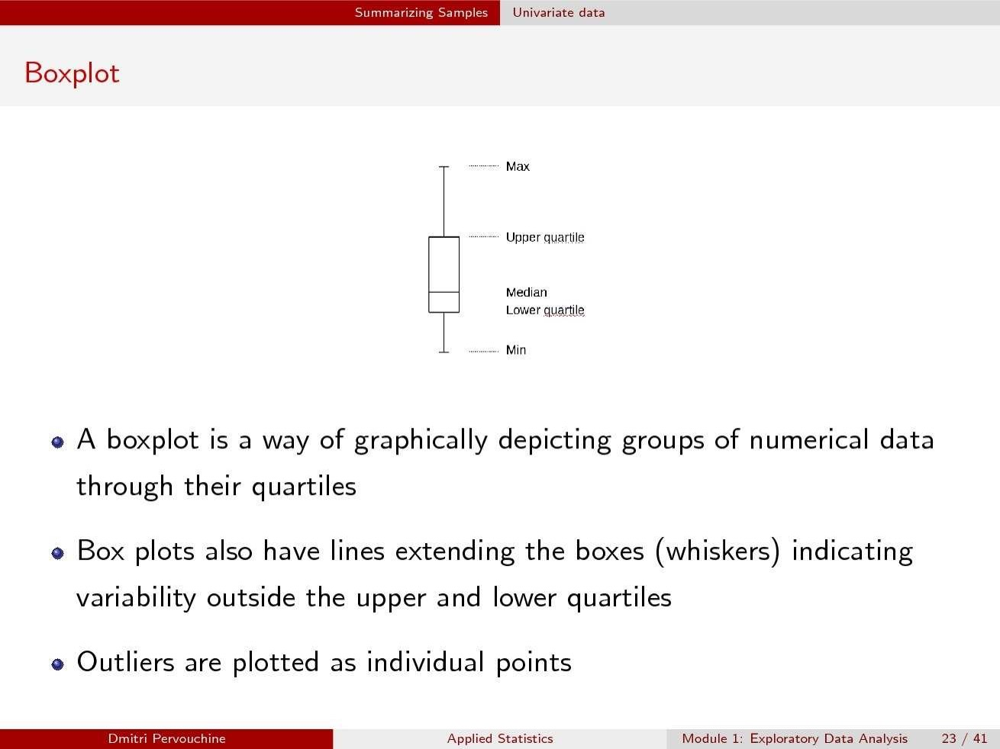 Summarizing Samples Univariate data
Boxplot
Max
Upper quartile
Median
Lower quartile
Min
A boxplot is a way of graphically depicting groups of numerical data
through their quartiles
Box plots also have lines extending the boxes (whiskers) indicating
variability outside the upper and lower quartiles
Outliers are plotted as individual points
Dmitri Pervouchine Applied Statistics Module 1: Exploratory Data Analysis 23 / 41